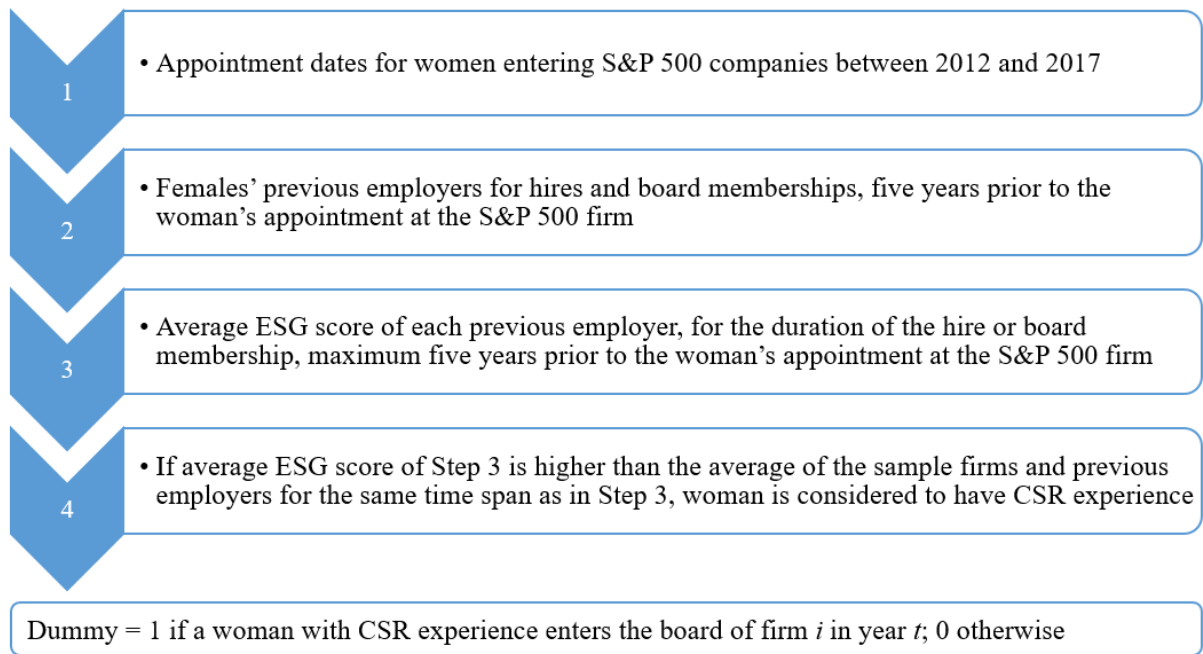 1
• Appointment dates for women entering S&P 500 companies between 2012 and 2017
2
• Females’ previous employers for hires and board memberships, five years prior to the
woman’s appointment at the S&P 500 firm
3
• Average ESG score of each previous employer, for the duration of the hire or board
membership, maximum five years prior to the woman’s appointment at the S&P 500 firm
4
• If average ESG score of Step 3 is higher than the average of the sample firms and previous
employers for the same time span as in Step 3, woman is considered to have CSR experience
Dummy = 1 if a woman with CSR experience enters the board of firm i in year t; 0 otherwise